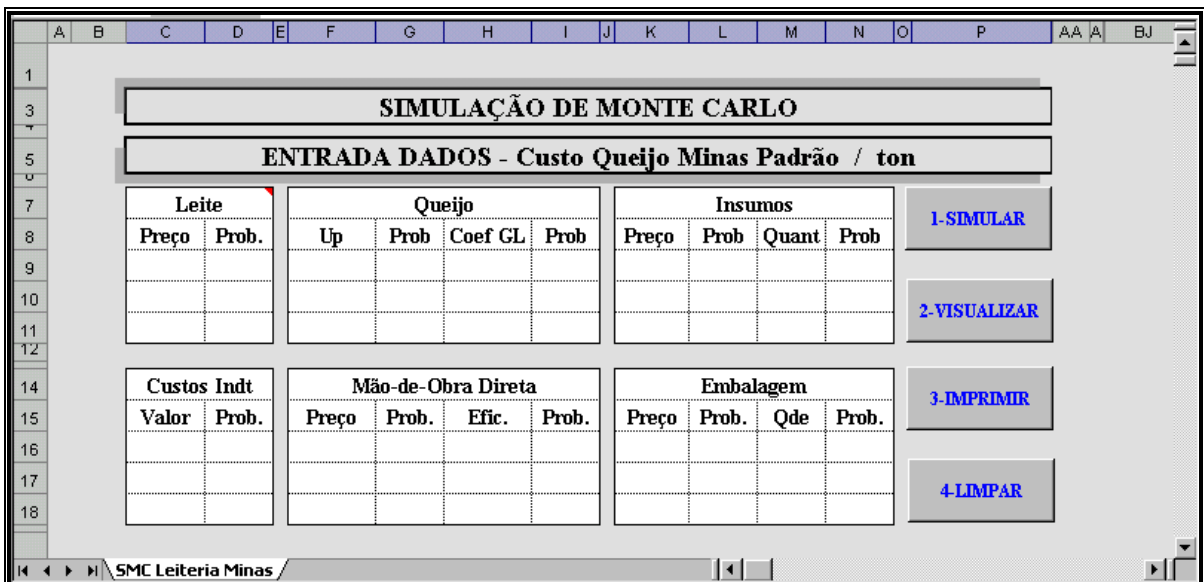 A B C D E F G H I J K L M N O P AA A BJ
1
3 SIMULAÇÃO DE MONTE CARLO
5 ENTRADA DADOS - Custo Queijo Minas Padrão / ton
7 Leite Queijo Insumos
1-SIMULAR
8 Preço Prob. Up Prob Coef GL Prob Preço Prob Quant Prob
9
10
2-VISUALIZAR
11
12
14 Custos Indt Mão-de-Obra Direta Embalagem
3-IMPRIMIR
15 Valor Prob. Preço Prob. Efic. Prob. Preço Prob. Qde Prob.
16
17
4-LIMPAR
18
SMC Leiteria Minas